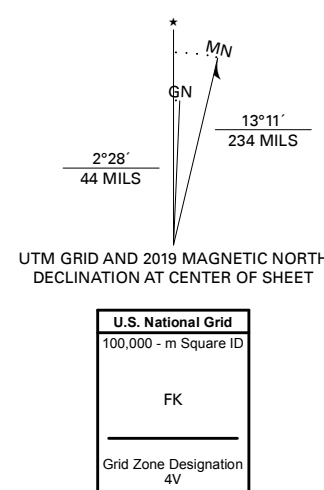 ★
MN
GN
13°11´
234 MILS
2°28´
44 MILS
UTM GRID AND 2019 MAGNETIC NORTH
DECLINATION AT CENTER OF SHEET
U.S. National Grid
100,000 - m Square ID
FK
Grid Zone Designation
4V